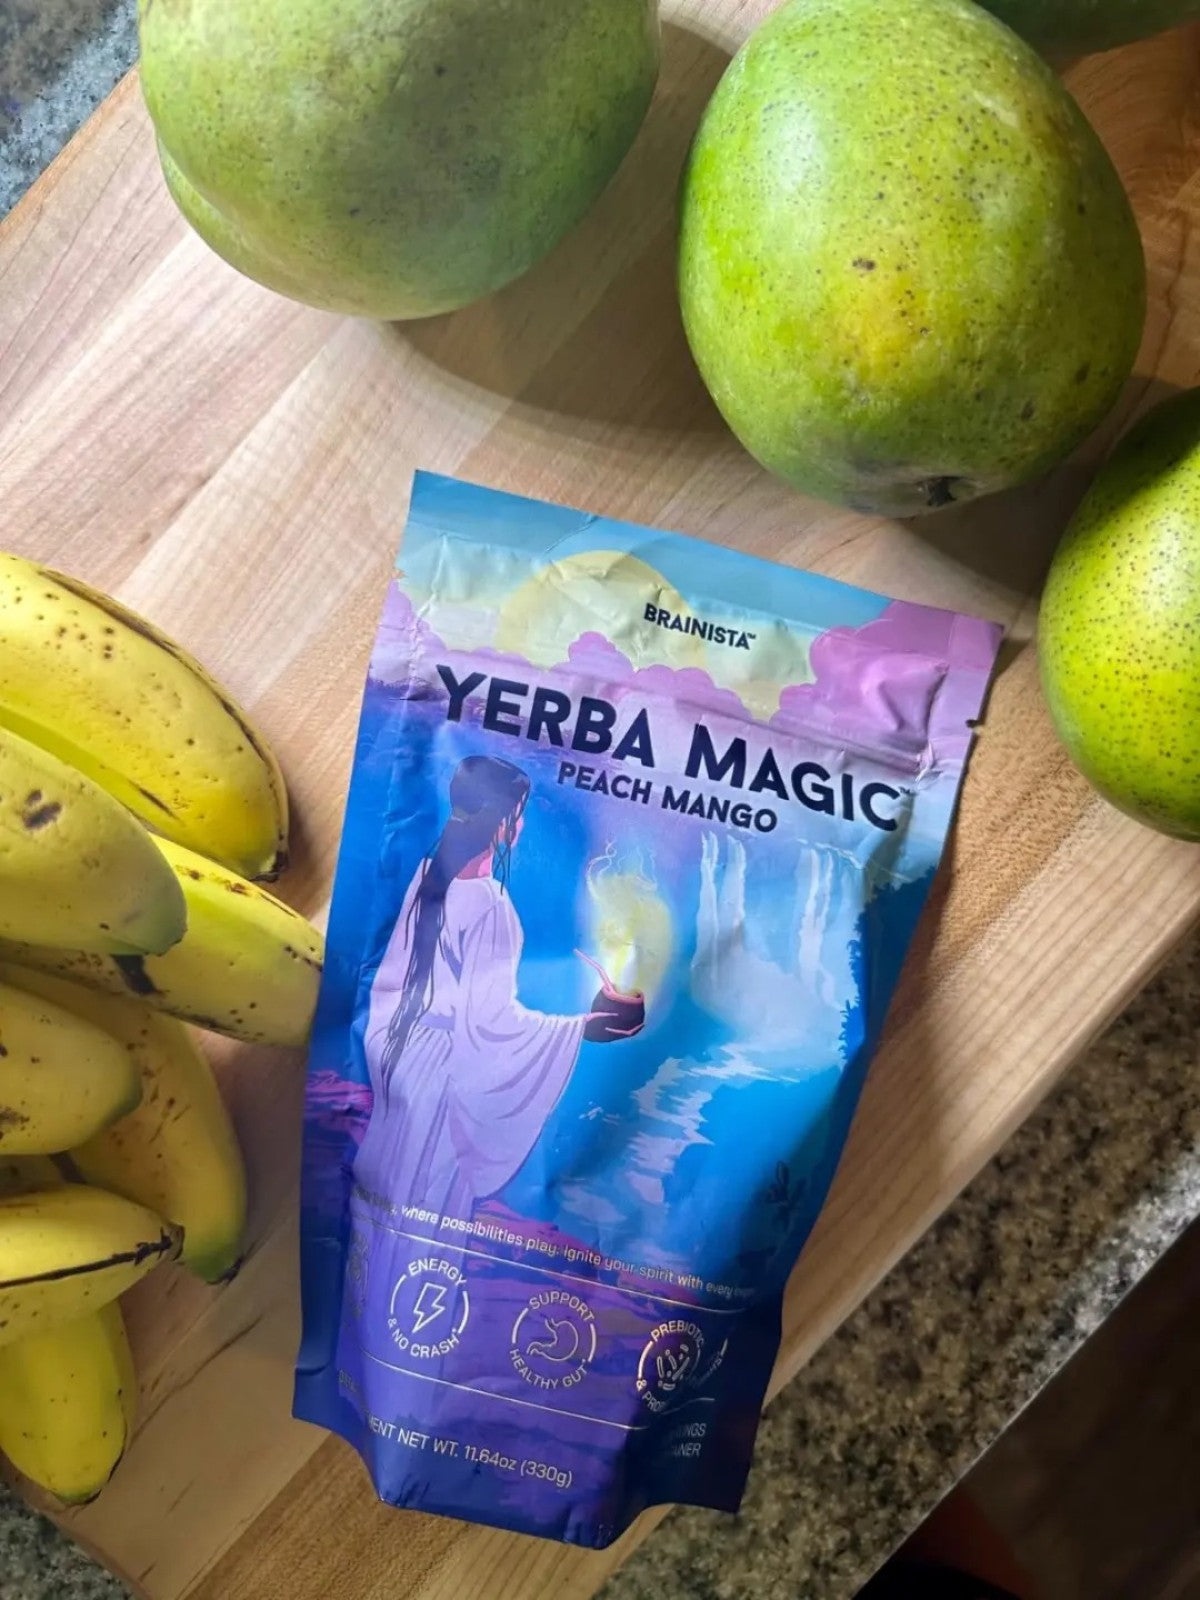 BRAINISTA™
YERBA MAGIC™
PEACH MANGO
where possibilities play. Ignite your spirit with every
ENERGY
& NO CRASH*
SUPPORT
HEALTHY GUT*
PREBIOTIC
&
NET WT. 11.64oz (330g)